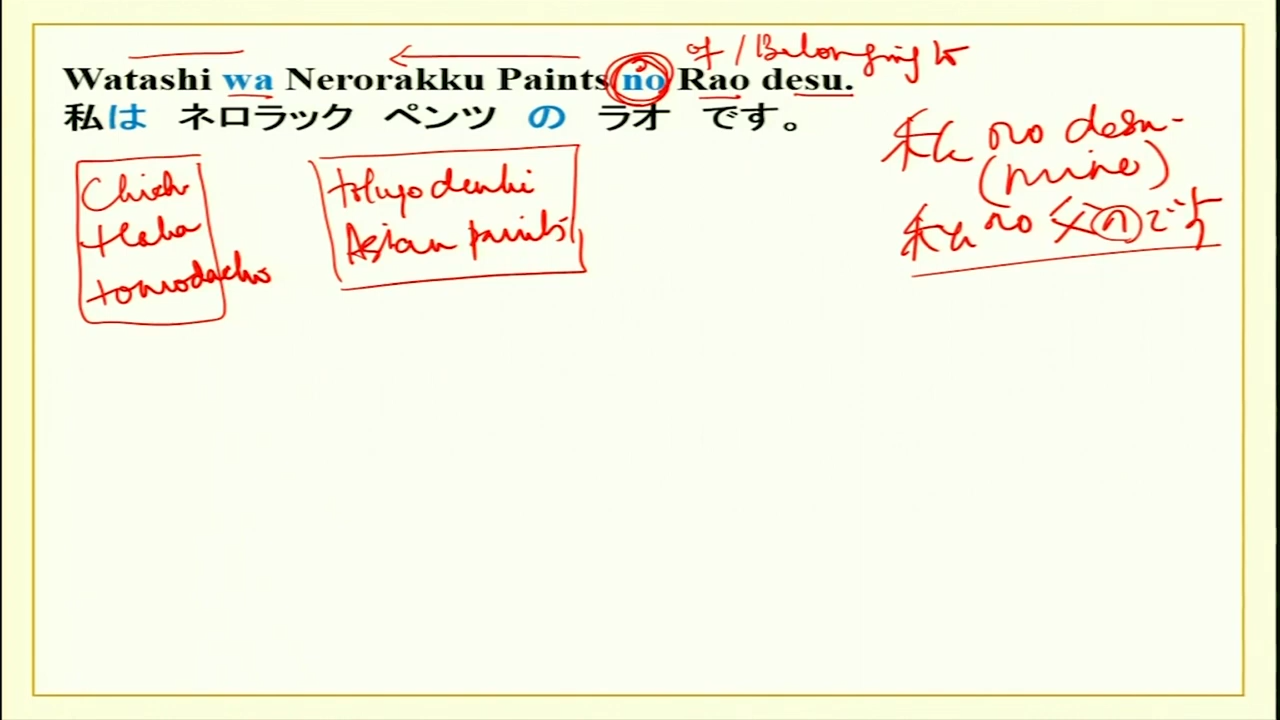 of / Belonging to
Watashi wa Nerorakku Paints no Rao desu.
私は ネロラック ペンツ の ラオ です。
私 no desu.
(mine)
私 no 父の です
Chichi
Haha
tomodachi
tokyo denki
Asian paints